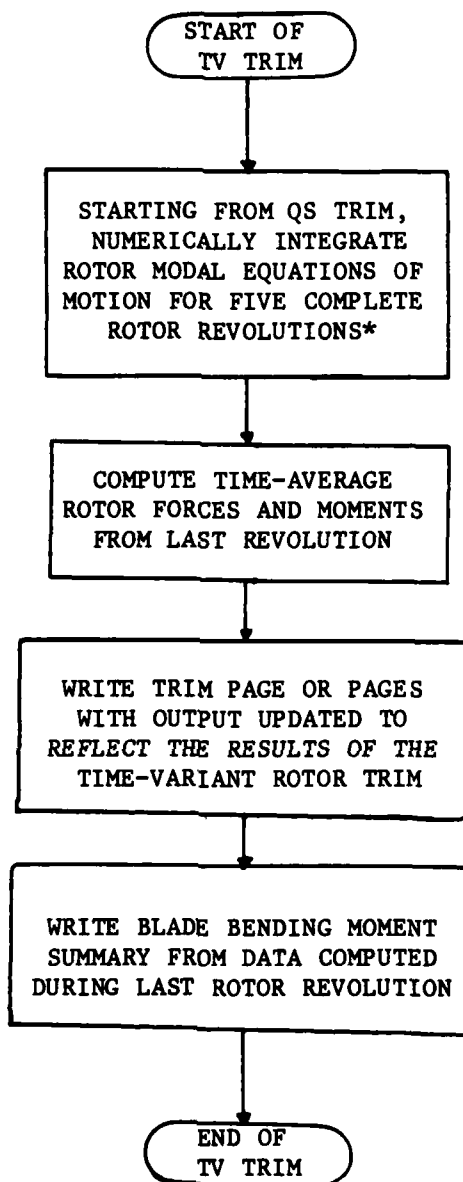 START OF
TV TRIM
STARTING FROM QS TRIM,
NUMERICALLY INTEGRATE
ROTOR MODAL EQUATIONS OF
MOTION FOR FIVE COMPLETE
ROTOR REVOLUTIONS*
COMPUTE TIME-AVERAGE
ROTOR FORCES AND MOMENTS
FROM LAST REVOLUTION
WRITE TRIM PAGE OR PAGES
WITH OUTPUT UPDATED TO
REFLECT THE RESULTS OF THE
TIME-VARIANT ROTOR TRIM
WRITE BLADE BENDING MOMENT
SUMMARY FROM DATA COMPUTED
DURING LAST ROTOR REVOLUTION
END OF
TV TRIM